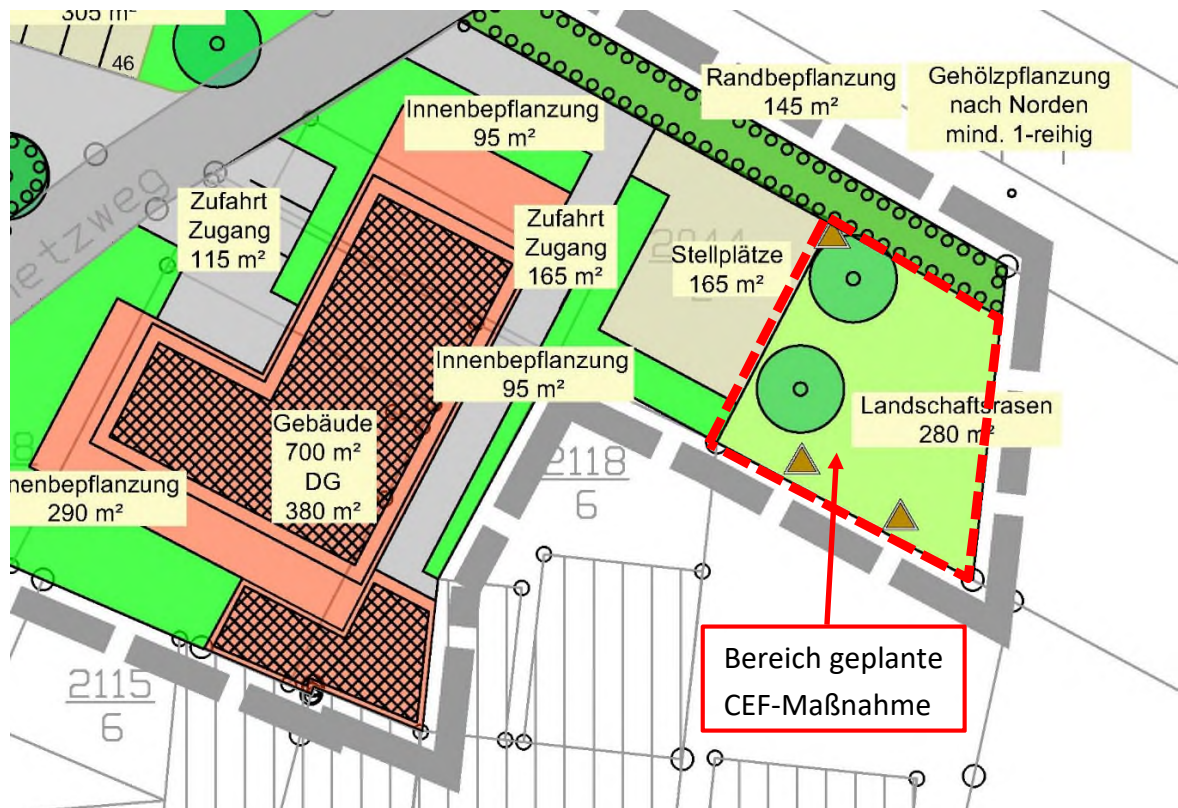 305 m²
46
Randbepflanzung
145 m²
Gehölzpflanzung
nach Norden
mind. 1-reihig
Innenbepflanzung
95 m²
Zufahrt
Zugang
115 m²
Zufahrt
Zugang
165 m²
Stellplätze
165 m²
ietzweg
Innenbepflanzung
95 m²
Landschaftsrasen
280 m²
Gebäude
700 m²
DG
380 m²
nnenbepflanzung
290 m²
2118
6
Bereich geplante
CEF-Maßnahme
2115
6